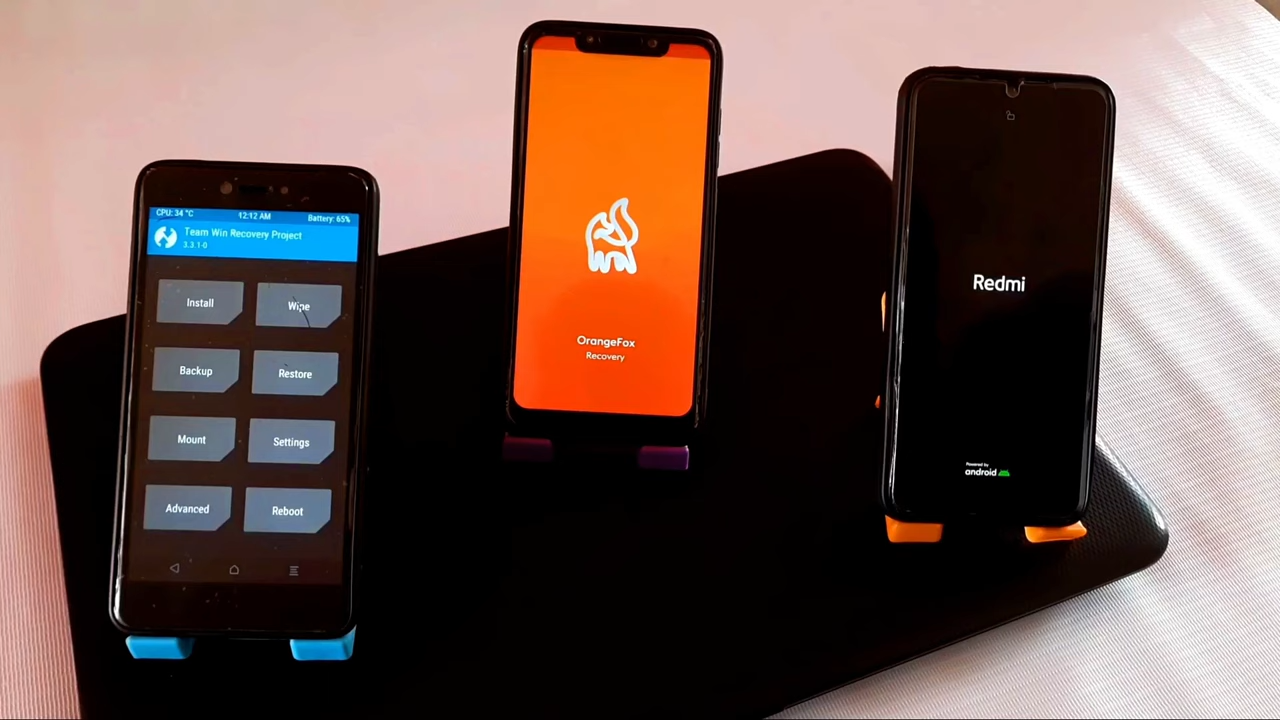 CPU: 34 °C 12:12 AM Battery: 65%
Team Win Recovery Project
3.3.1-0
Install Wipe
Backup Restore
Mount Settings
Advanced Reboot
OrangeFox
Recovery
Redmi
Powered by
android